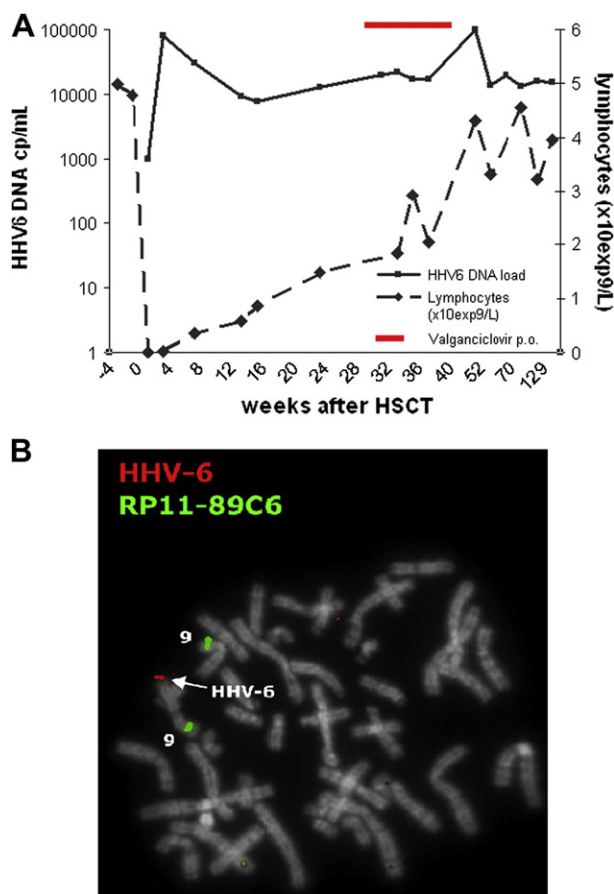 A
HHV6 DNA cp/mL
100000
10000
1000
100
10
1
6
5
4
3
2
1
0
lymphocytes (x10exp9/L)
HHV6 DNA load
Lymphocytes
(x10exp9/L)
Valganciclovir p.o.
-4 0 4 8 12 16 20 24 28 32 36 40 52 70 129
weeks after HSCT
B
HHV-6
RP11-89C6
9
HHV-6
9